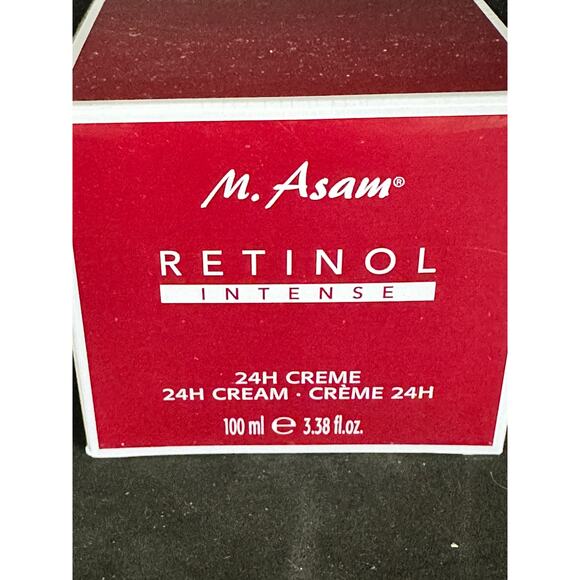 M. Asam®
RETINOL
INTENSE
24H CREME
24H CREAM · CRÈME 24H
100 ml ℮ 3.38 fl.oz.